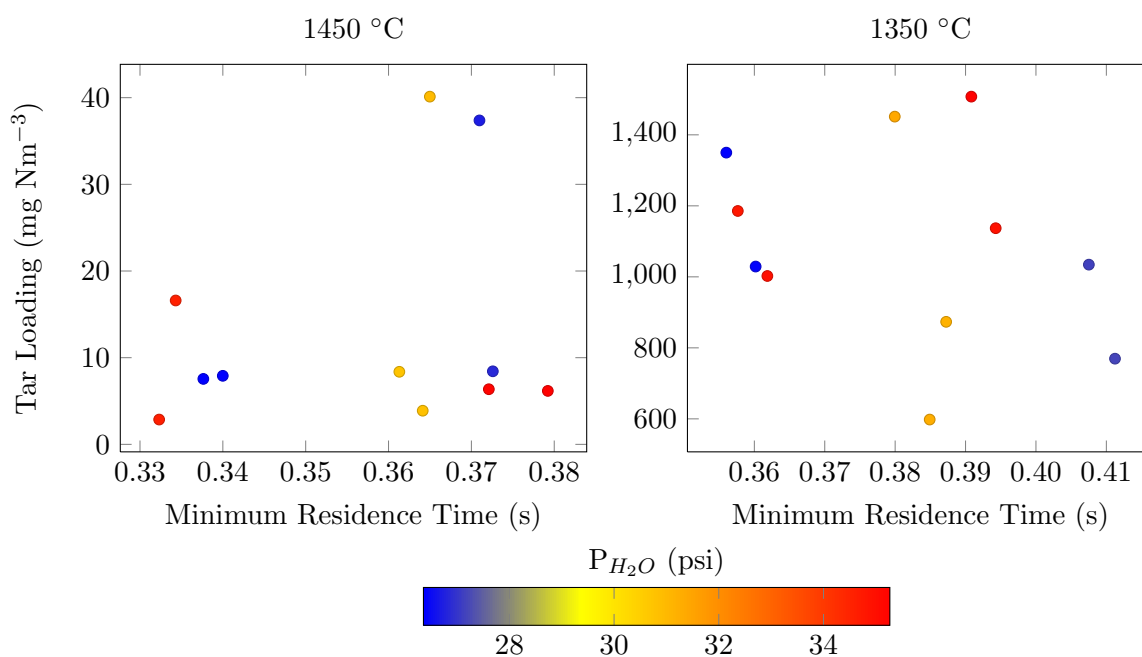 1450 °C
1350 °C
Tar Loading (mg Nm⁻³)
40
30
20
10
0
0.33 0.34 0.35 0.36 0.37 0.38
Minimum Residence Time (s)
1,400
1,200
1,000
800
600
0.36 0.37 0.38 0.39 0.40 0.41
Minimum Residence Time (s)
P_{H₂O} (psi)
28 30 32 34